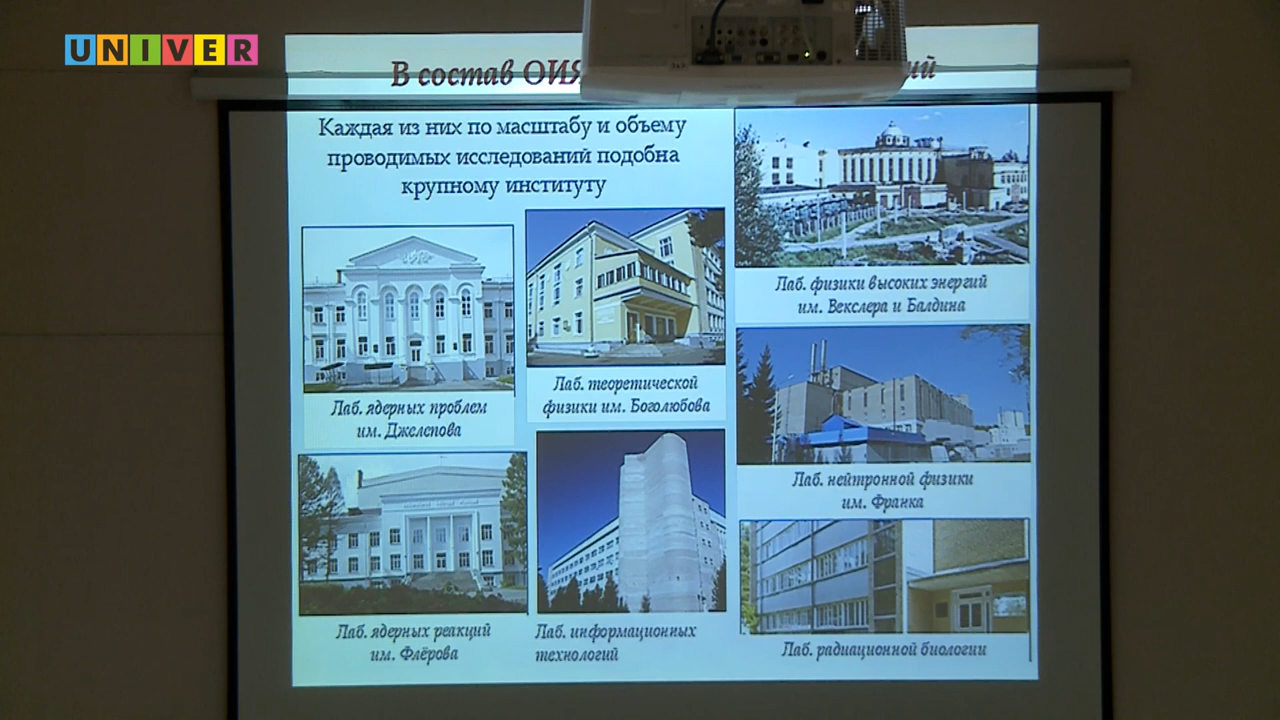 UNIVER
В состав ОИЯ
Каждая из них по масштабу и объему
проводимых исследований подобна
крупному институту
Лаб. физики высоких энергий
им. Векслера и Балдина
Лаб. теоретической
физики им. Боголюбова
Лаб. ядерных проблем
им. Джелепова
Лаб. нейтронной физики
им. Франка
Лаб. ядерных реакций
им. Флёрова
Лаб. информационных
технологий
Лаб. радиационной биологии